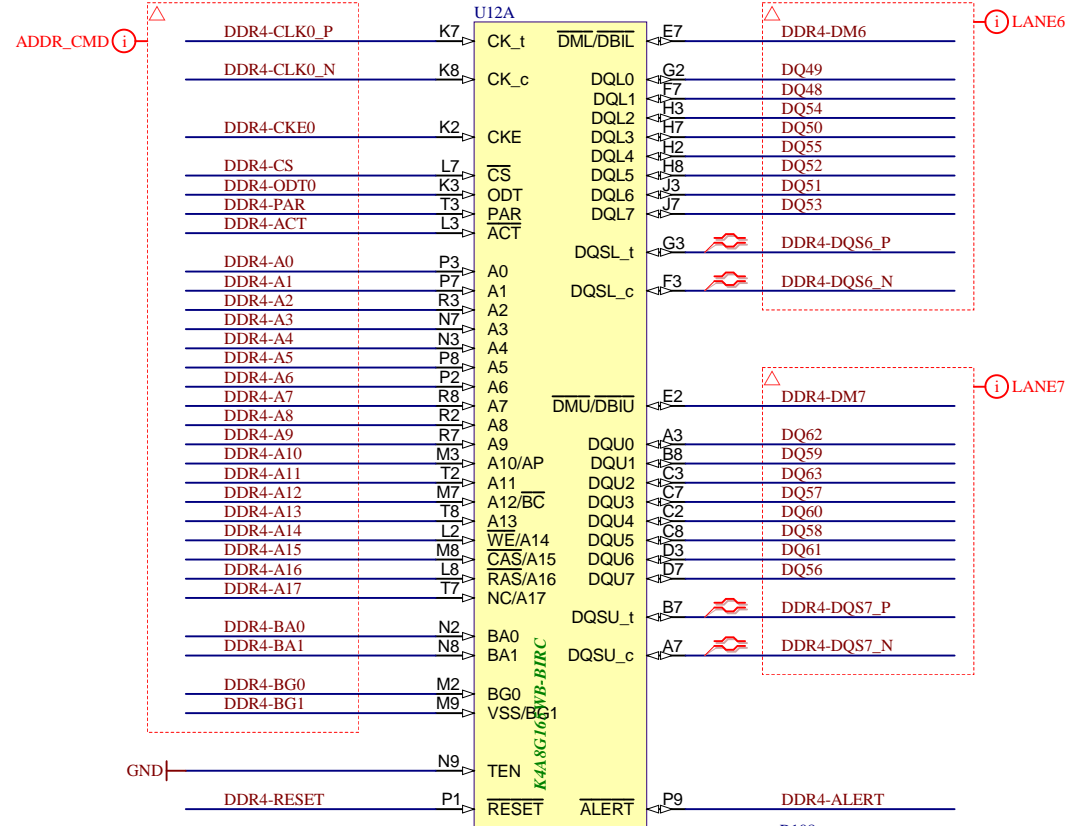 U12A
ADDR_CMD i
DDR4-CLK0_P K7 CK_t
DDR4-CLK0_N K8 CK_c
DDR4-CKE0 K2 CKE
DDR4-CS L7 CS
DDR4-ODT0 K3 ODT
DDR4-PAR T3 PAR
DDR4-ACT L3 ACT
DDR4-A0 P3 A0
DDR4-A1 P7 A1
DDR4-A2 R3 A2
DDR4-A3 N7 A3
DDR4-A4 N3 A4
DDR4-A5 P8 A5
DDR4-A6 P2 A6
DDR4-A7 R8 A7
DDR4-A8 R2 A8
DDR4-A9 R7 A9
DDR4-A10 M3 A10/AP
DDR4-A11 T2 A11
DDR4-A12 M7 A12/BC
DDR4-A13 T8 A13
DDR4-A14 L2 WE/A14
DDR4-A15 M8 CAS/A15
DDR4-A16 L8 RAS/A16
DDR4-A17 T7 NC/A17
DDR4-BA0 N2 BA0
DDR4-BA1 N8 BA1
DDR4-BG0 M2 BG0
DDR4-BG1 M9 VSS/BG1
GND N9 TEN
DDR4-RESET P1 RESET
i LANE6
DML/DBIL E7 DDR4-DM6
DQL0 G2 DQ49
DQL1 F7 DQ48
DQL2 H3 DQ54
DQL3 H7 DQ50
DQL4 H2 DQ55
DQL5 H8 DQ52
DQL6 J3 DQ51
DQL7 J7 DQ53
DQSL_t G3 DDR4-DQS6_P
DQSL_c F3 DDR4-DQS6_N
i LANE7
DMU/DBIU E2 DDR4-DM7
DQU0 A3 DQ62
DQU1 B8 DQ59
DQU2 C3 DQ63
DQU3 C7 DQ57
DQU4 C2 DQ60
DQU5 C8 DQ58
DQU6 D3 DQ61
DQU7 D7 DQ56
DQSU_t B7 DDR4-DQS7_P
DQSU_c A7 DDR4-DQS7_N
ALERT P9 DDR4-ALERT